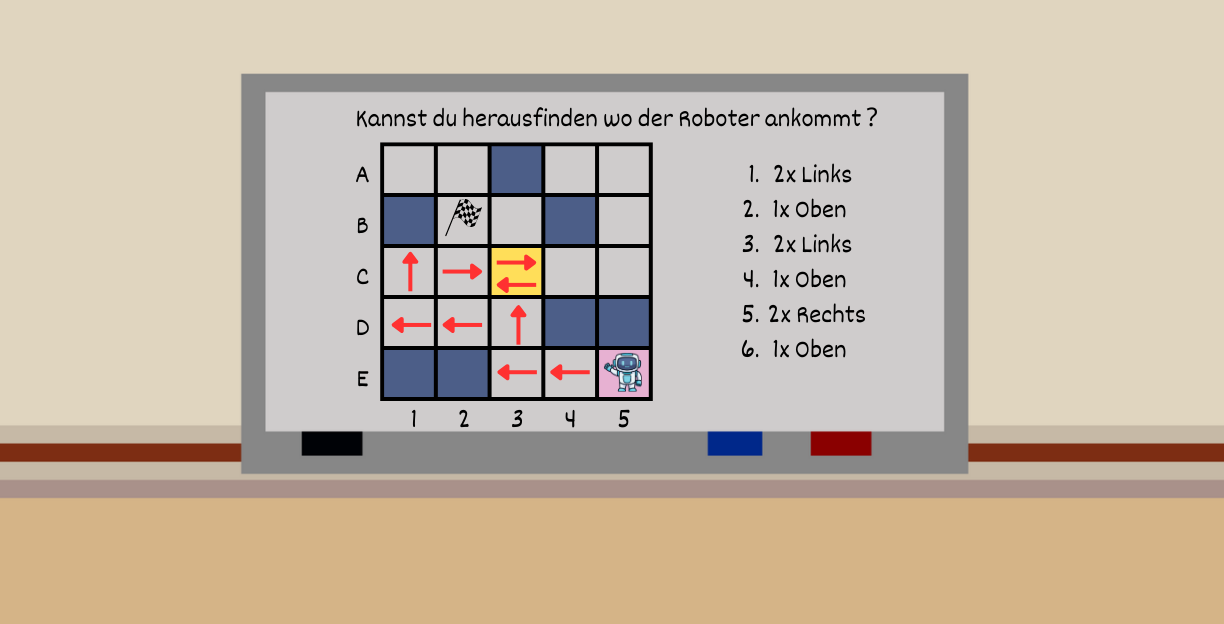 Kannst du herausfinden wo der Roboter ankommt ?
A
B
C
D
E
1 2 3 4 5
1. 2x Links
2. 1x Oben
3. 2x Links
4. 1x Oben
5. 2x Rechts
6. 1x Oben